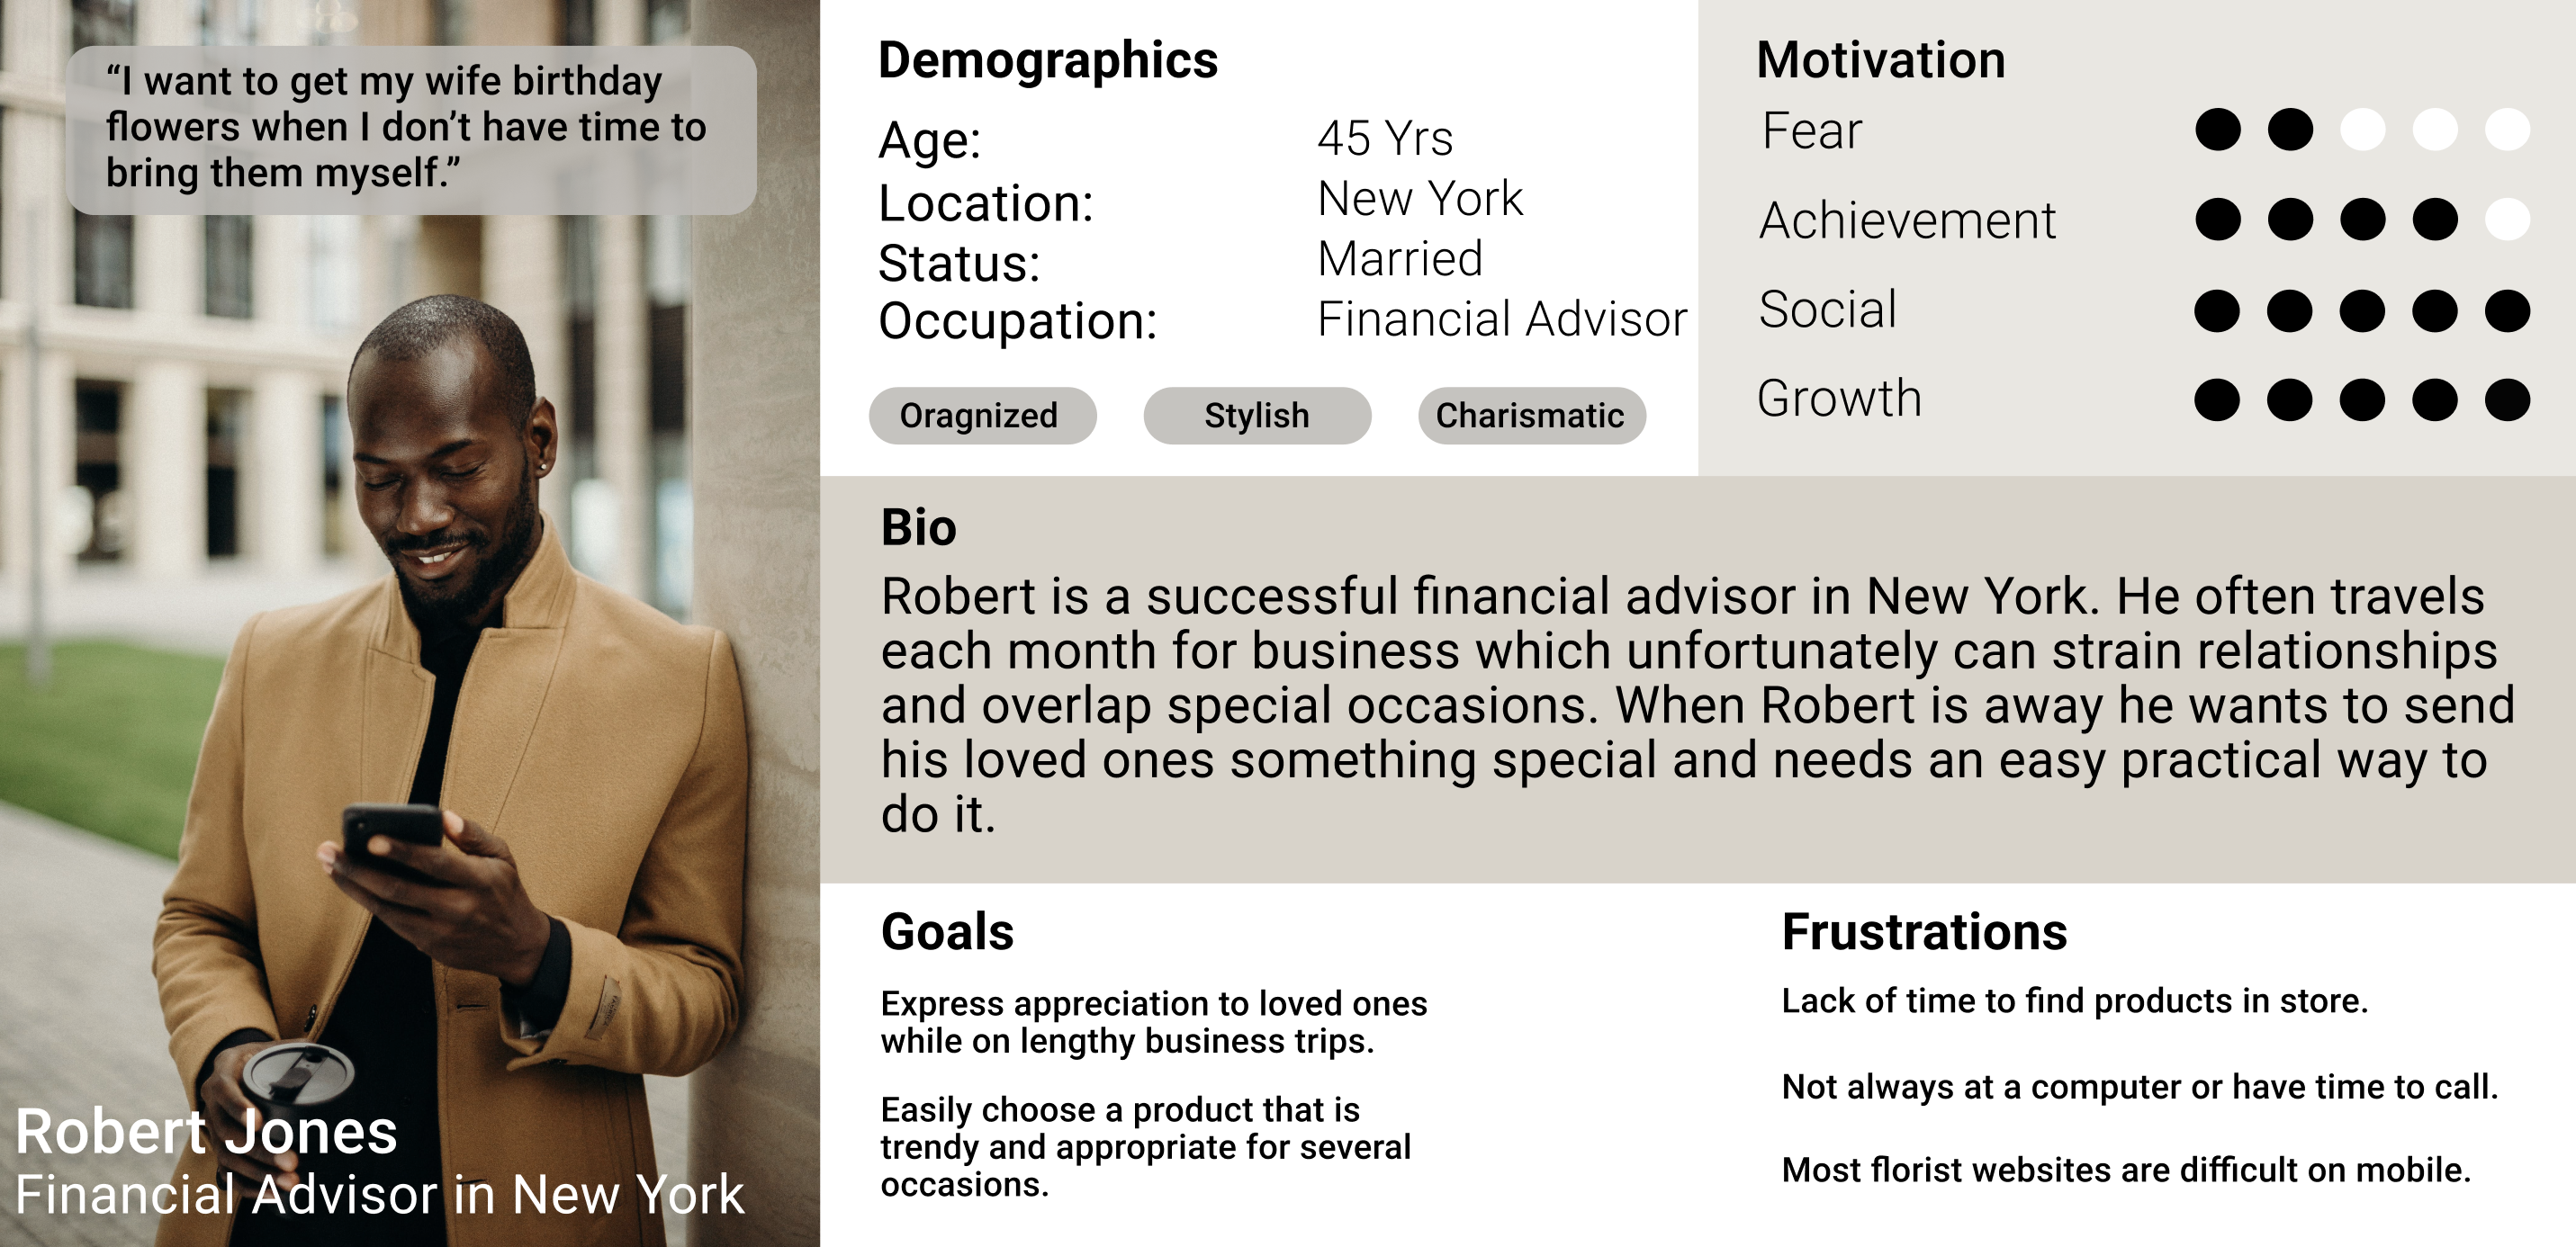 “I want to get my wife birthday
flowers when I don’t have time to
bring them myself.”
Robert Jones
Financial Advisor in New York
Demographics
Age: 45 Yrs
Location: New York
Status: Married
Occupation: Financial Advisor
Oragnized Stylish Charismatic
Motivation
Fear
Achievement
Social
Growth
Bio
Robert is a successful financial advisor in New York. He often travels
each month for business which unfortunately can strain relationships
and overlap special occasions. When Robert is away he wants to send
his loved ones something special and needs an easy practical way to
do it.
Goals
Express appreciation to loved ones
while on lengthy business trips.
Easily choose a product that is
trendy and appropriate for several
occasions.
Frustrations
Lack of time to find products in store.
Not always at a computer or have time to call.
Most florist websites are difficult on mobile.